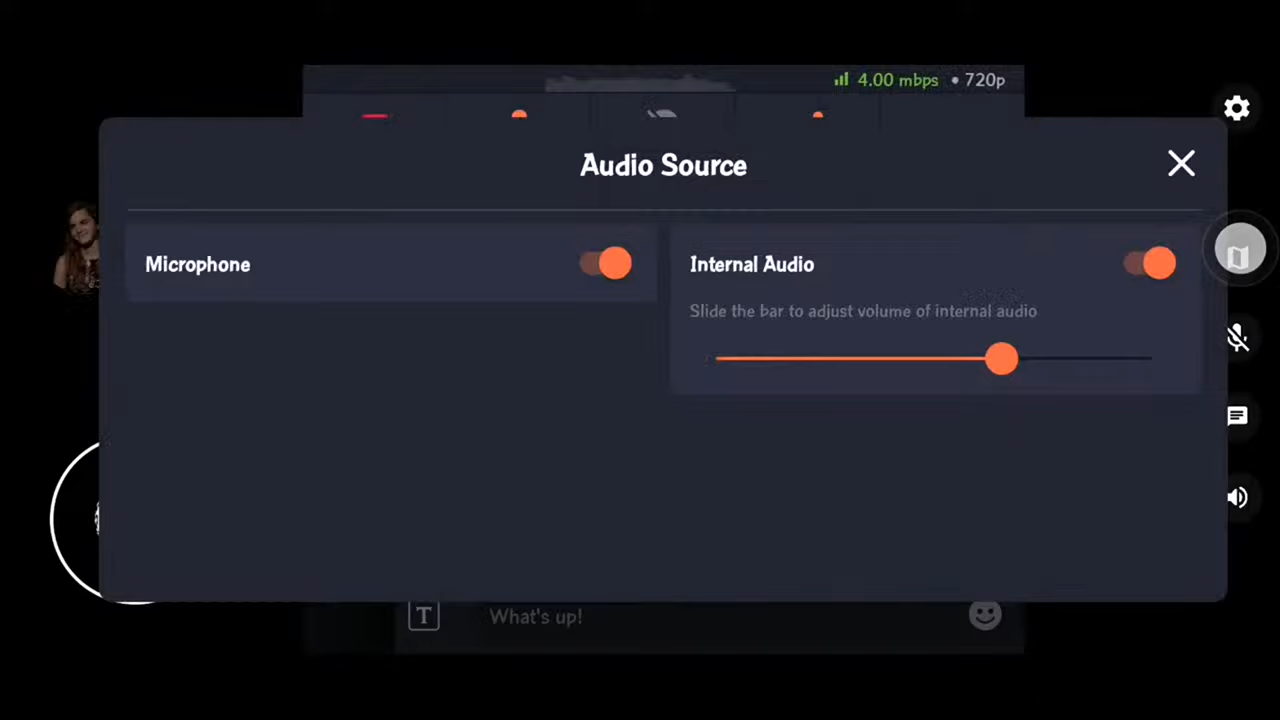 4.00 mbps • 720p
Audio Source
Microphone
Internal Audio
Slide the bar to adjust volume of internal audio
T
What's up!